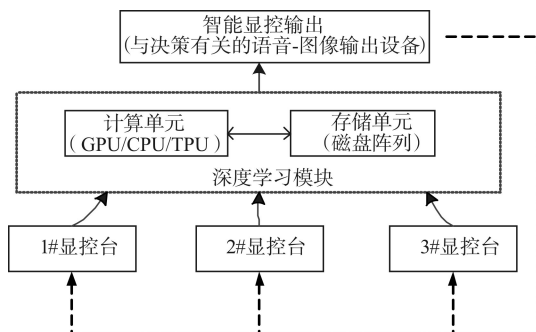 智能显控输出
(与决策有关的语音-图像输出设备)
计算单元
（GPU/CPU/TPU）
存储单元
(磁盘阵列)
深度学习模块
1#显控台
2#显控台
3#显控台